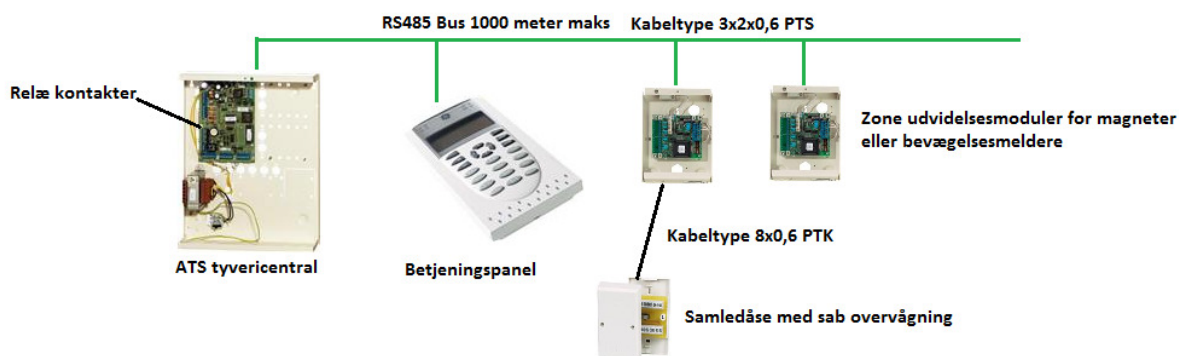 RS485 Bus 1000 meter maks    Kabeltype 3x2x0,6 PTS
Relæ kontakter
Zone udvidelsesmoduler for magneter
eller bevægelsesmeldere
Kabeltype 8x0,6 PTK
ATS tyvericentral
Betjeningspanel
Samledåse med sab overvågning